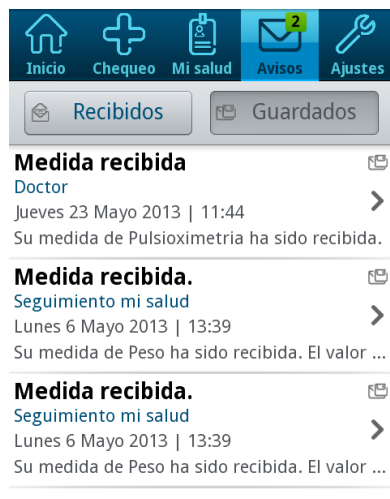 2
Inicio Chequeo Mi salud Avisos Ajustes
Recibidos Guardados
Medida recibida
Doctor
Jueves 23 Mayo 2013 | 11:44
Su medida de Pulsioximetria ha sido recibida.
Medida recibida.
Seguimiento mi salud
Lunes 6 Mayo 2013 | 13:39
Su medida de Peso ha sido recibida. El valor ...
Medida recibida.
Seguimiento mi salud
Lunes 6 Mayo 2013 | 13:39
Su medida de Peso ha sido recibida. El valor ...